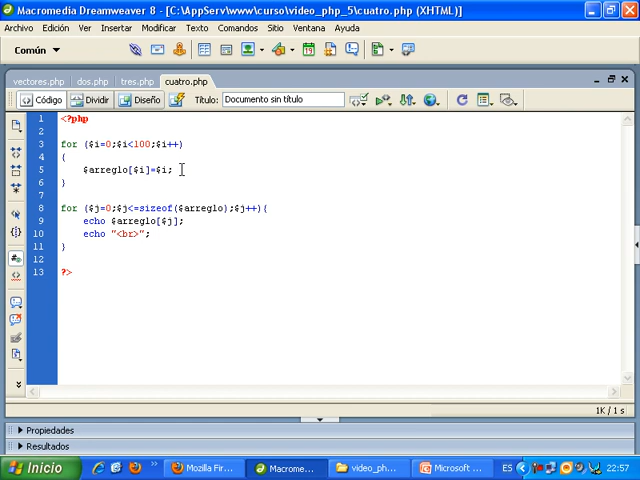 Macromedia Dreamweaver 8 - [C:\AppServ\www\curso\video_php_5\cuatro.php (XHTML)]
Archivo Edición Ver Insertar Modificar Texto Comandos Sitio Ventana Ayuda
Común
vectores.php dos.php tres.php cuatro.php
Código Dividir Diseño Título: Documento sin título
1 <?php
2
3 for ($i=0;$i<100;$i++)
4 {
5 $arreglo[$i]=$i;
6 }
7
8 for ($j=0;$j<=sizeof($arreglo);$j++){
9 echo $arreglo[$j];
10 echo "<br>";
11 }
12
13 ?>
1K / 1 s
Propiedades
Resultados
Inicio Mozilla Firr... Macrome... video_ph... Microsoft ... ES 22:57